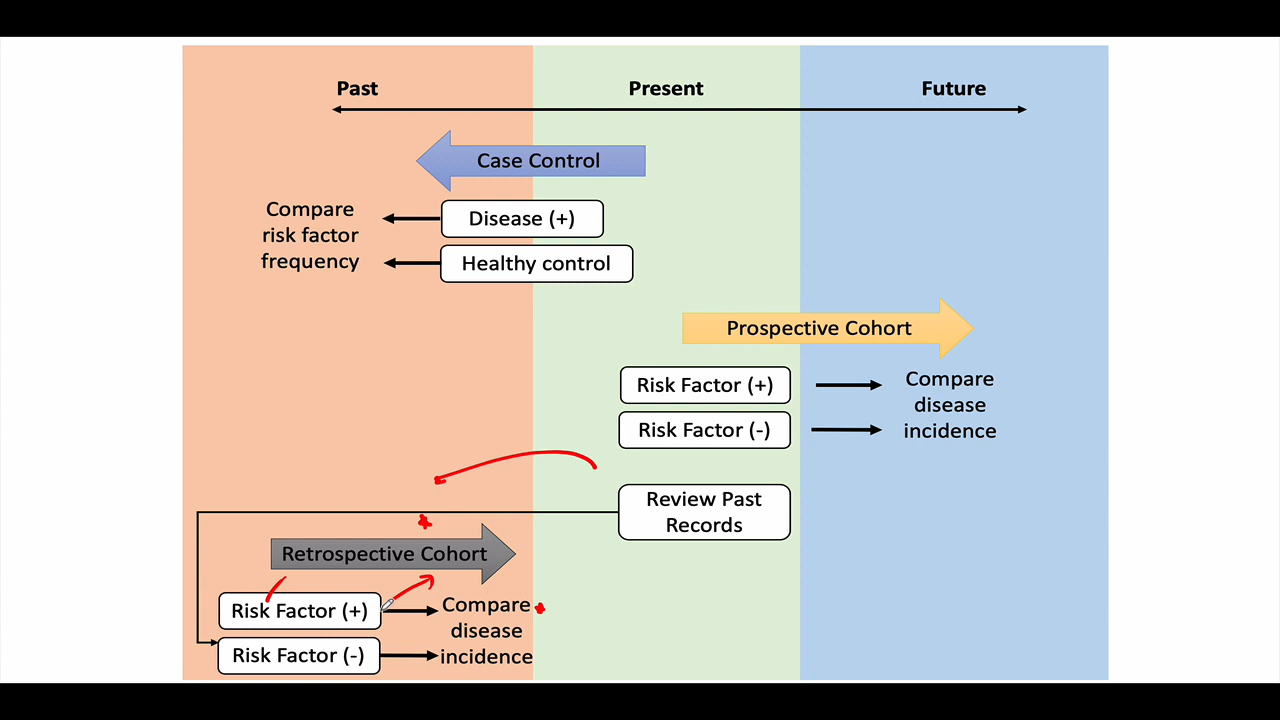 Past
Present
Future
Case Control
Compare
risk factor
frequency
Disease (+)
Healthy control
Prospective Cohort
Risk Factor (+)
Risk Factor (-)
Compare
disease
incidence
Review Past
Records
Retrospective Cohort
Risk Factor (+)
Risk Factor (-)
Compare
disease
incidence